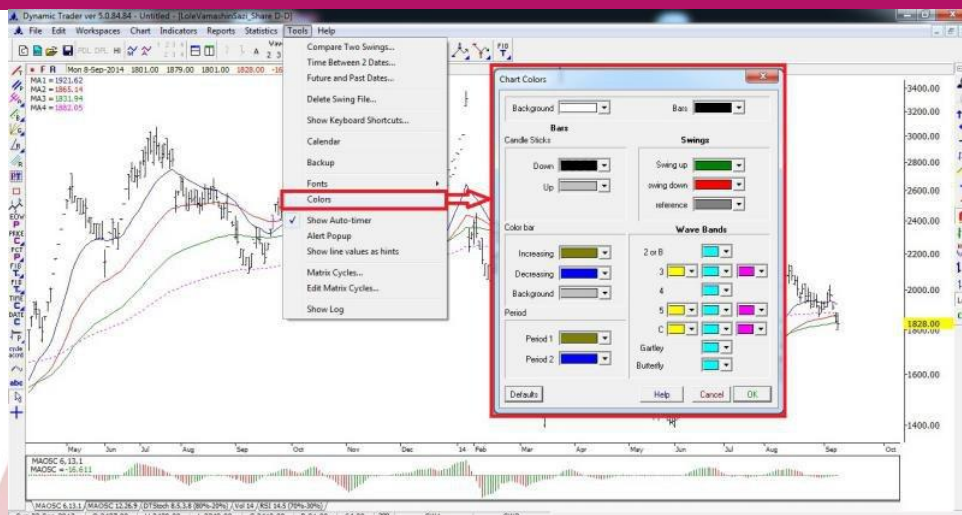 Dynamic Trader ver 5.0.84.84 - Untitled - [LoleVamashinSazi_Share D-D]
File Edit Workspaces Chart Indicators Reports Statistics Tools Help
F R Mon 8-Sep-2014 1801.00 1879.00 1801.00 1828.00
MA1 = 1921.62
MA2 = 1865.14
MA3 = 1831.94
MA4 = 1882.05
Compare Two Swings...
Time Between 2 Dates...
Future and Past Dates...
Delete Swing File...
Show Keyboard Shortcuts...
Calendar
Backup
Fonts
Colors
Show Auto-timer
Alert Popup
Show line values as hints
Matrix Cycles...
Edit Matrix Cycles...
Show Log
Chart Colors
Background Bars
Bars
Candle Sticks Swings
Down Swing up
Up swing down
reference
Color bar Wave Bands
Increasing 2 or B
Decreasing 3
Background 4
Period 5
Period 1 C
Gartley
Period 2 Butterfly
Defaults Help Cancel OK
3400.00
3000.00
2800.00
2600.00
2400.00
2200.00
2000.00
1828.00
1600.00
1400.00
May Jun Jul Aug Sep Oct Nov Dec 14 Feb Mar Apr May Jun Jul Aug Sep Oct
MAOSC 6,13,1
MAOSC = -16.611
MAOSC 6,13,1 MAOSC 12,26,9 DTStoch 8,5,3,8 (80%-20%) Vol 14 RSI 14,5 (70%-30%)